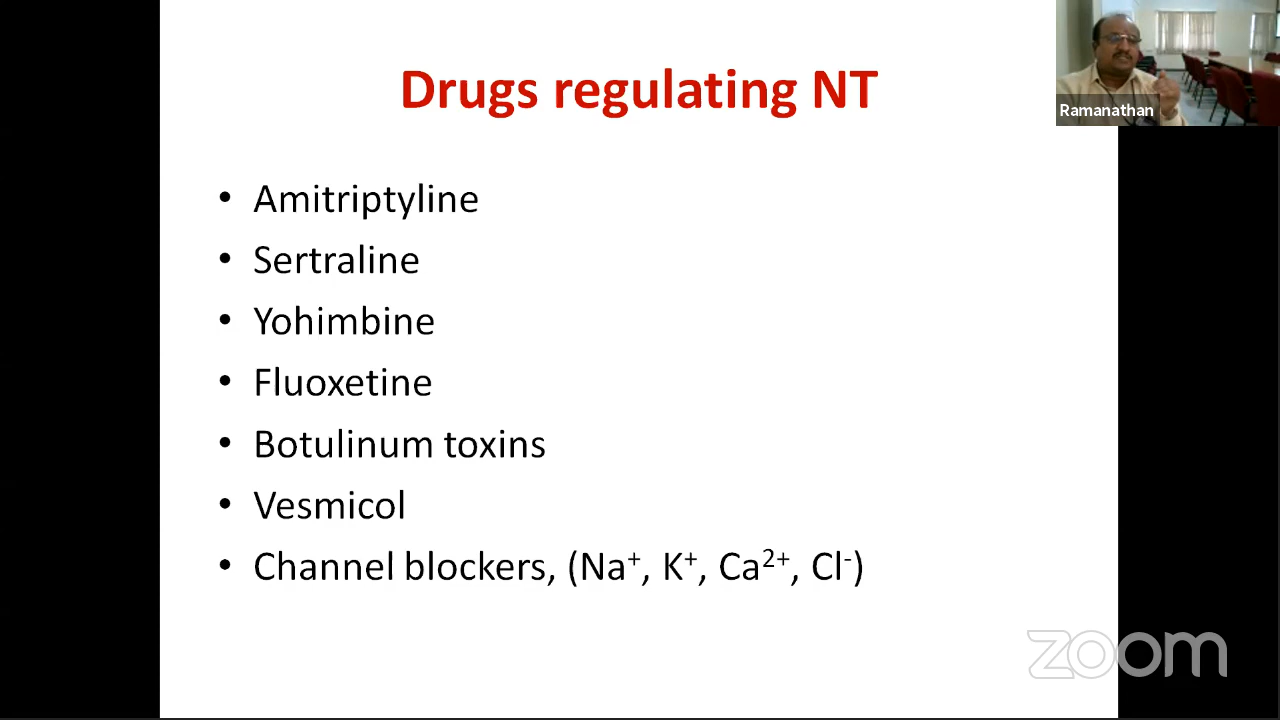 Drugs regulating NT
Ramanathan
• Amitriptyline
• Sertraline
• Yohimbine
• Fluoxetine
• Botulinum toxins
• Vesmicol
• Channel blockers, (Na⁺, K⁺, Ca²⁺, Cl⁻)
zoom